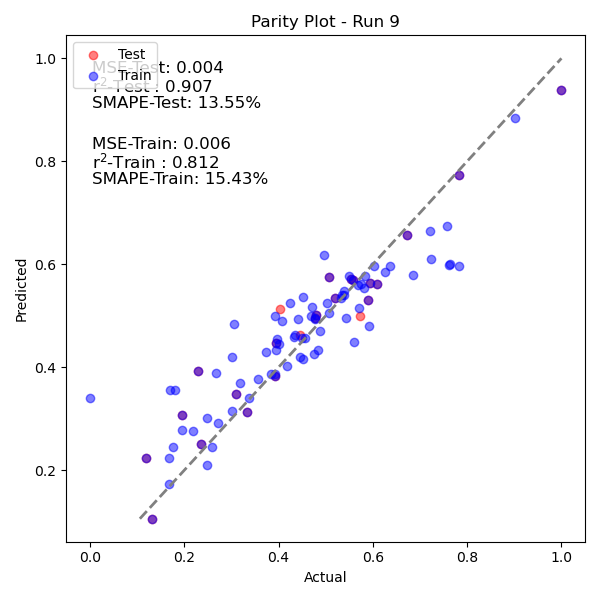 Parity Plot - Run 9
Test
Train
MSE-Test: 0.004
r²-Test : 0.907
SMAPE-Test: 13.55%
MSE-Train: 0.006
r²-Train : 0.812
SMAPE-Train: 15.43%
Predicted
1.0
0.8
0.6
0.4
0.2
0.0 0.2 0.4 0.6 0.8 1.0
Actual